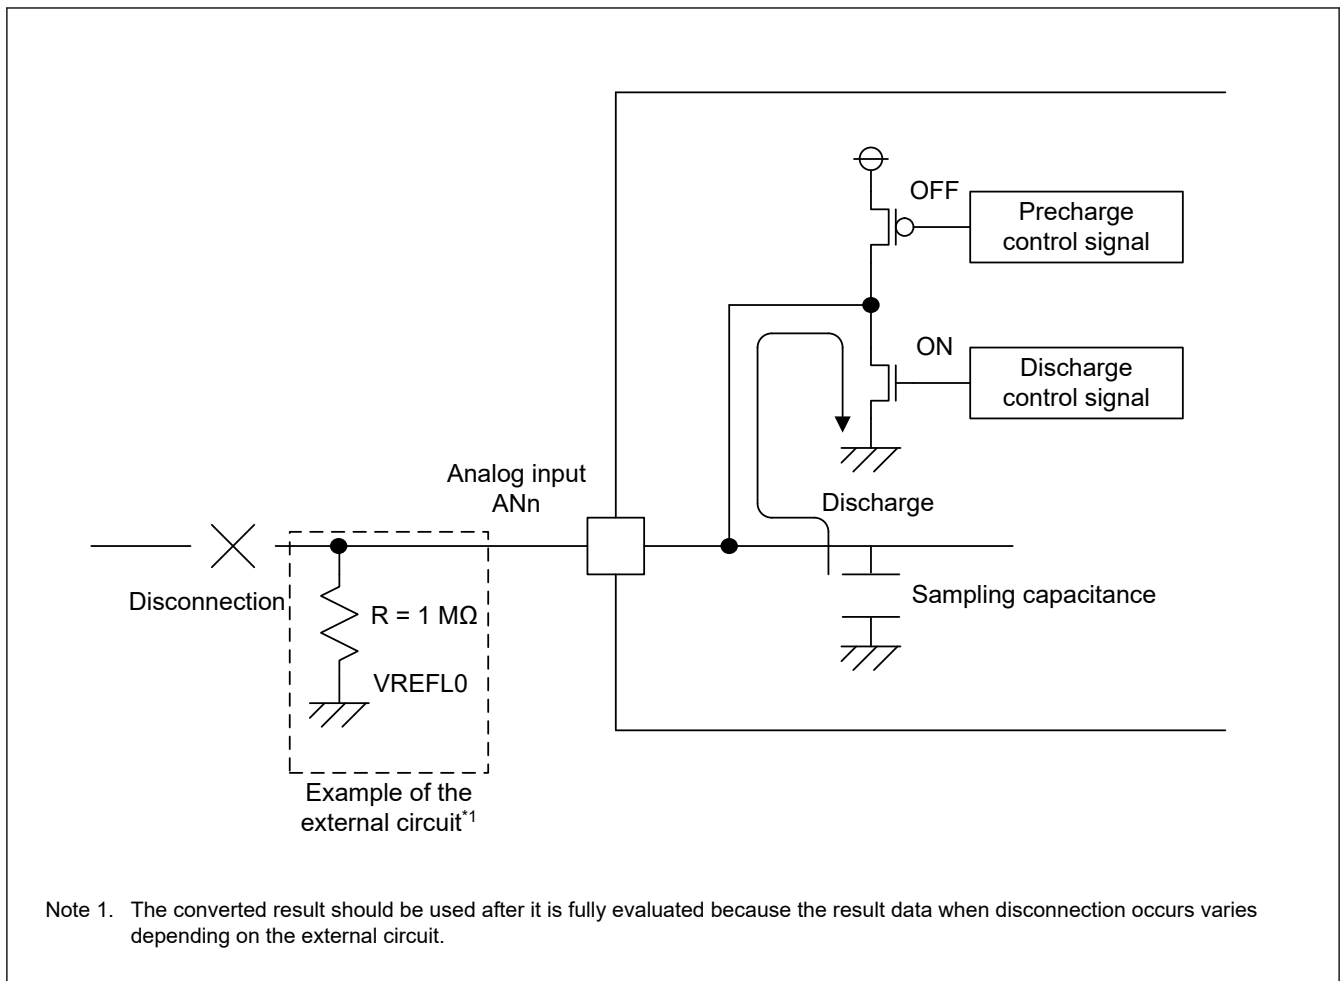 OFF
Precharge
control signal
ON
Discharge
control signal
Analog input
ANn
Discharge
Disconnection
Sampling capacitance
R = 1 MΩ
VREFL0
Example of the
external circuit*1
Note 1. The converted result should be used after it is fully evaluated because the result data when disconnection occurs varies
depending on the external circuit.